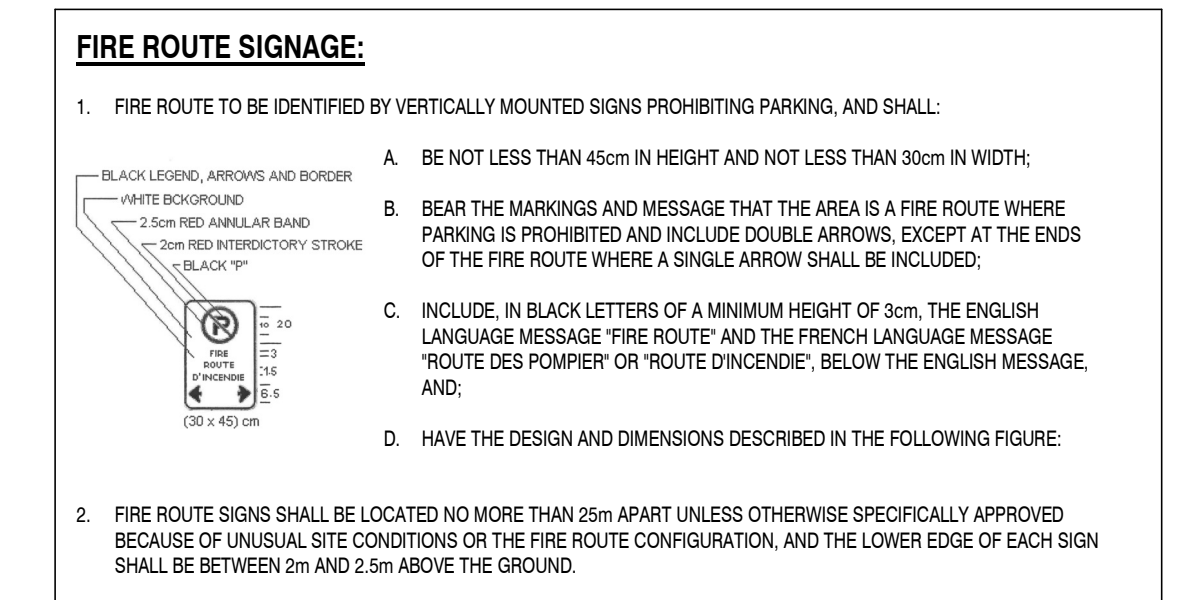 FIRE ROUTE SIGNAGE:
1. FIRE ROUTE TO BE IDENTIFIED BY VERTICALLY MOUNTED SIGNS PROHIBITING PARKING, AND SHALL:
A. BE NOT LESS THAN 45cm IN HEIGHT AND NOT LESS THAN 30cm IN WIDTH;
B. BEAR THE MARKINGS AND MESSAGE THAT THE AREA IS A FIRE ROUTE WHERE
PARKING IS PROHIBITED AND INCLUDE DOUBLE ARROWS, EXCEPT AT THE ENDS
OF THE FIRE ROUTE WHERE A SINGLE ARROW SHALL BE INCLUDED;
C. INCLUDE, IN BLACK LETTERS OF A MINIMUM HEIGHT OF 3cm, THE ENGLISH
LANGUAGE MESSAGE "FIRE ROUTE" AND THE FRENCH LANGUAGE MESSAGE
"ROUTE DES POMPIER" OR "ROUTE D'INCENDIE", BELOW THE ENGLISH MESSAGE,
AND;
D. HAVE THE DESIGN AND DIMENSIONS DESCRIBED IN THE FOLLOWING FIGURE:
BLACK LEGEND, ARROWS AND BORDER
WHITE BCKGROUND
2.5cm RED ANNULAR BAND
2cm RED INTERDICTORY STROKE
BLACK "P"
P
10 20
FIRE
3
ROUTE
1.5
D'INCENDIE
6.5
(30 x 45) cm
2. FIRE ROUTE SIGNS SHALL BE LOCATED NO MORE THAN 25m APART UNLESS OTHERWISE SPECIFICALLY APPROVED
BECAUSE OF UNUSUAL SITE CONDITIONS OR THE FIRE ROUTE CONFIGURATION, AND THE LOWER EDGE OF EACH SIGN
SHALL BE BETWEEN 2m AND 2.5m ABOVE THE GROUND.